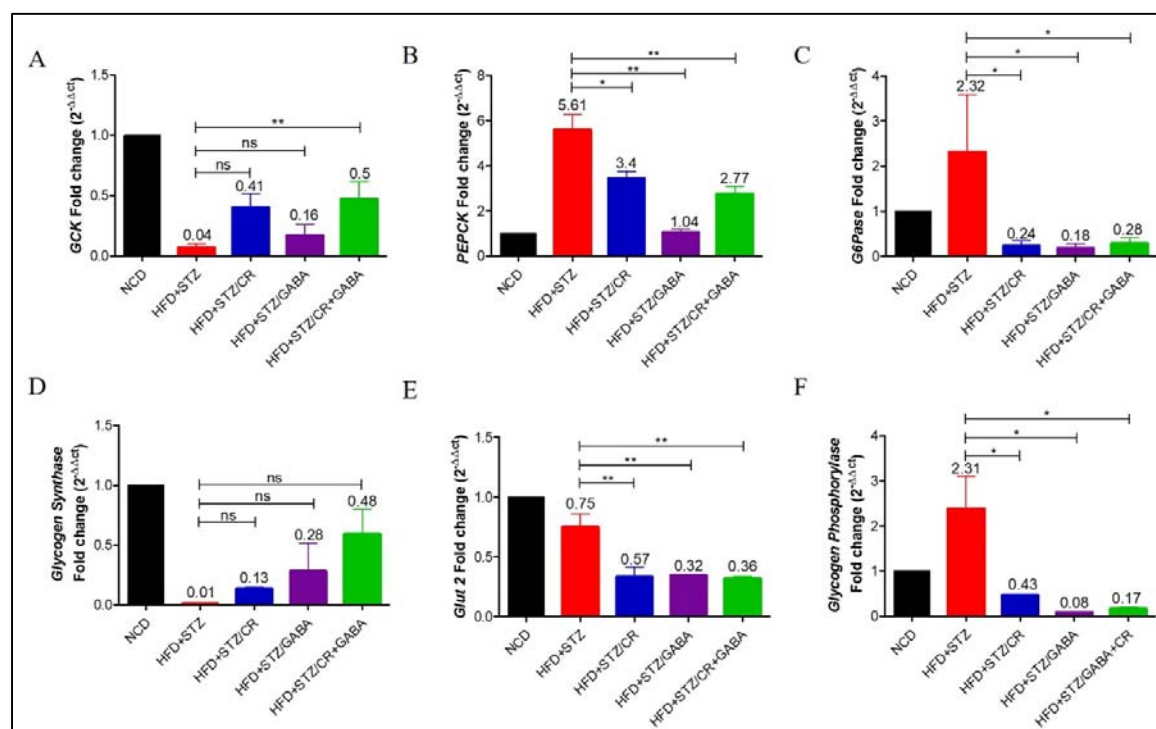 A
GCK Fold change (2^-ΔΔct)
1.5
1.0
0.5
0.0
**
ns
ns
0.04
0.41
0.16
0.5
NCD
HFD+STZ
HFD+STZ/CR
HFD+STZ/GABA
HFD+STZ/CR+GABA
B
PEPCK Fold change (2^-ΔΔct)
8
6
4
2
0
**
**
*
5.61
3.4
1.04
2.77
NCD
HFD+STZ
HFD+STZ/CR
HFD+STZ/GABA
HFD+STZ/CR+GABA
C
G6Pase Fold change (2^-ΔΔct)
4
3
2
1
0
*
*
*
2.32
0.24
0.18
0.28
NCD
HFD+STZ
HFD+STZ/CR
HFD+STZ/GABA
HFD+STZ/CR+GABA
D
Glycogen Synthase
Fold change (2^-ΔΔct)
1.5
1.0
0.5
0.0
ns
ns
ns
0.01
0.13
0.28
0.48
NCD
HFD+STZ
HFD+STZ/CR
HFD+STZ/GABA
HFD+STZ/CR+GABA
E
Glut 2 Fold change (2^-ΔΔct)
1.5
1.0
0.5
0.0
**
**
**
0.75
0.57
0.32
0.36
NCD
HFD+STZ
HFD+STZ/CR
HFD+STZ/GABA
HFD+STZ/CR+GABA
F
Glycogen Phosphorylase
Fold change (2^-ΔΔct)
4
3
2
1
0
*
*
*
2.31
0.43
0.08
0.17
NCD
HFD+STZ
HFD+STZ/CR
HFD+STZ/GABA
HFD+STZ/GABA+CR